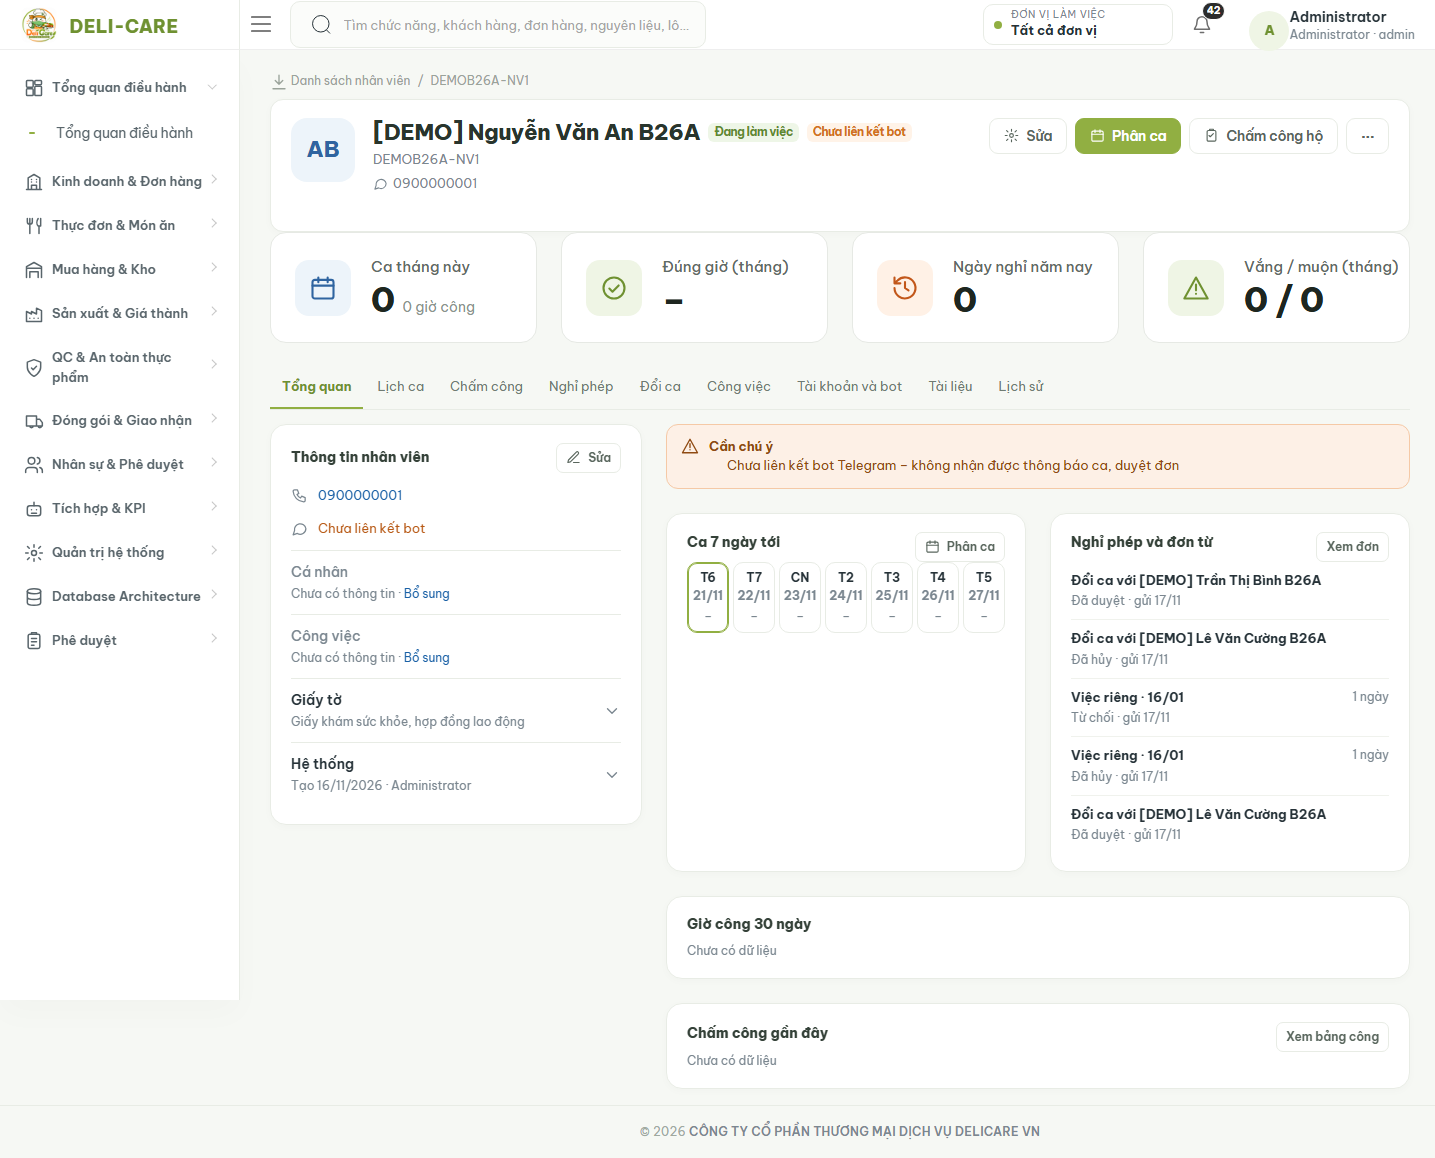 DELI-CARE
Tìm chức năng, khách hàng, đơn hàng, nguyên liệu, lô...
ĐƠN VỊ LÀM VIỆC
Tất cả đơn vị
42
A
Administrator
Administrator · admin
Tổng quan điều hành
Tổng quan điều hành
Kinh doanh & Đơn hàng
Thực đơn & Món ăn
Mua hàng & Kho
Sản xuất & Giá thành
QC & An toàn thực
phẩm
Đóng gói & Giao nhận
Nhân sự & Phê duyệt
Tích hợp & KPI
Quản trị hệ thống
Database Architecture
Phê duyệt
Danh sách nhân viên / DEMOB26A-NV1
AB
[DEMO] Nguyễn Văn An B26A
Đang làm việc
Chưa liên kết bot
DEMOB26A-NV1
0900000001
Sửa
Phân ca
Chấm công hộ
...
Ca tháng này
0 0 giờ công
Đúng giờ (tháng)
–
Ngày nghỉ năm nay
0
Vắng / muộn (tháng)
0 / 0
Tổng quan
Lịch ca
Chấm công
Nghỉ phép
Đổi ca
Công việc
Tài khoản và bot
Tài liệu
Lịch sử
Thông tin nhân viên
Sửa
0900000001
Chưa liên kết bot
Cá nhân
Chưa có thông tin · Bổ sung
Công việc
Chưa có thông tin · Bổ sung
Giấy tờ
Giấy khám sức khỏe, hợp đồng lao động
Hệ thống
Tạo 16/11/2026 · Administrator
Cần chú ý
Chưa liên kết bot Telegram – không nhận được thông báo ca, duyệt đơn
Ca 7 ngày tới
Phân ca
T6 T7 CN T2 T3 T4 T5
21/11 22/11 23/11 24/11 25/11 26/11 27/11
– – – – – – –
Nghỉ phép và đơn từ
Xem đơn
Đổi ca với [DEMO] Trần Thị Bình B26A
Đã duyệt · gửi 17/11
Đổi ca với [DEMO] Lê Văn Cường B26A
Đã hủy · gửi 17/11
Việc riêng · 16/01 1 ngày
Từ chối · gửi 17/11
Việc riêng · 16/01 1 ngày
Đã hủy · gửi 17/11
Đổi ca với [DEMO] Lê Văn Cường B26A
Đã duyệt · gửi 17/11
Giờ công 30 ngày
Chưa có dữ liệu
Chấm công gần đây
Xem bảng công
Chưa có dữ liệu
© 2026 CÔNG TY CỔ PHẦN THƯƠNG MẠI DỊCH VỤ DELICARE VN